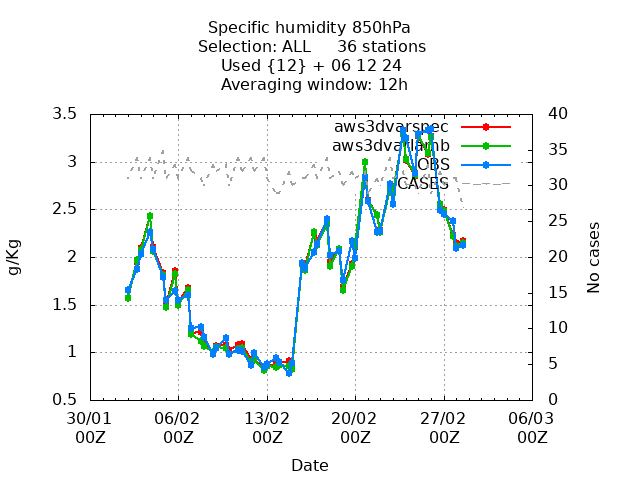 Specific humidity 850hPa
Selection: ALL 36 stations
Used {12} + 06 12 24
Averaging window: 12h
aws3dvarspec
aws3dvarlamb
OBS
CASES
g/Kg
3.5
3
2.5
2
1.5
1
0.5
No cases
40
35
30
25
20
15
10
5
0
30/01 06/02 13/02 20/02 27/02 06/03
00Z 00Z 00Z 00Z 00Z 00Z
Date